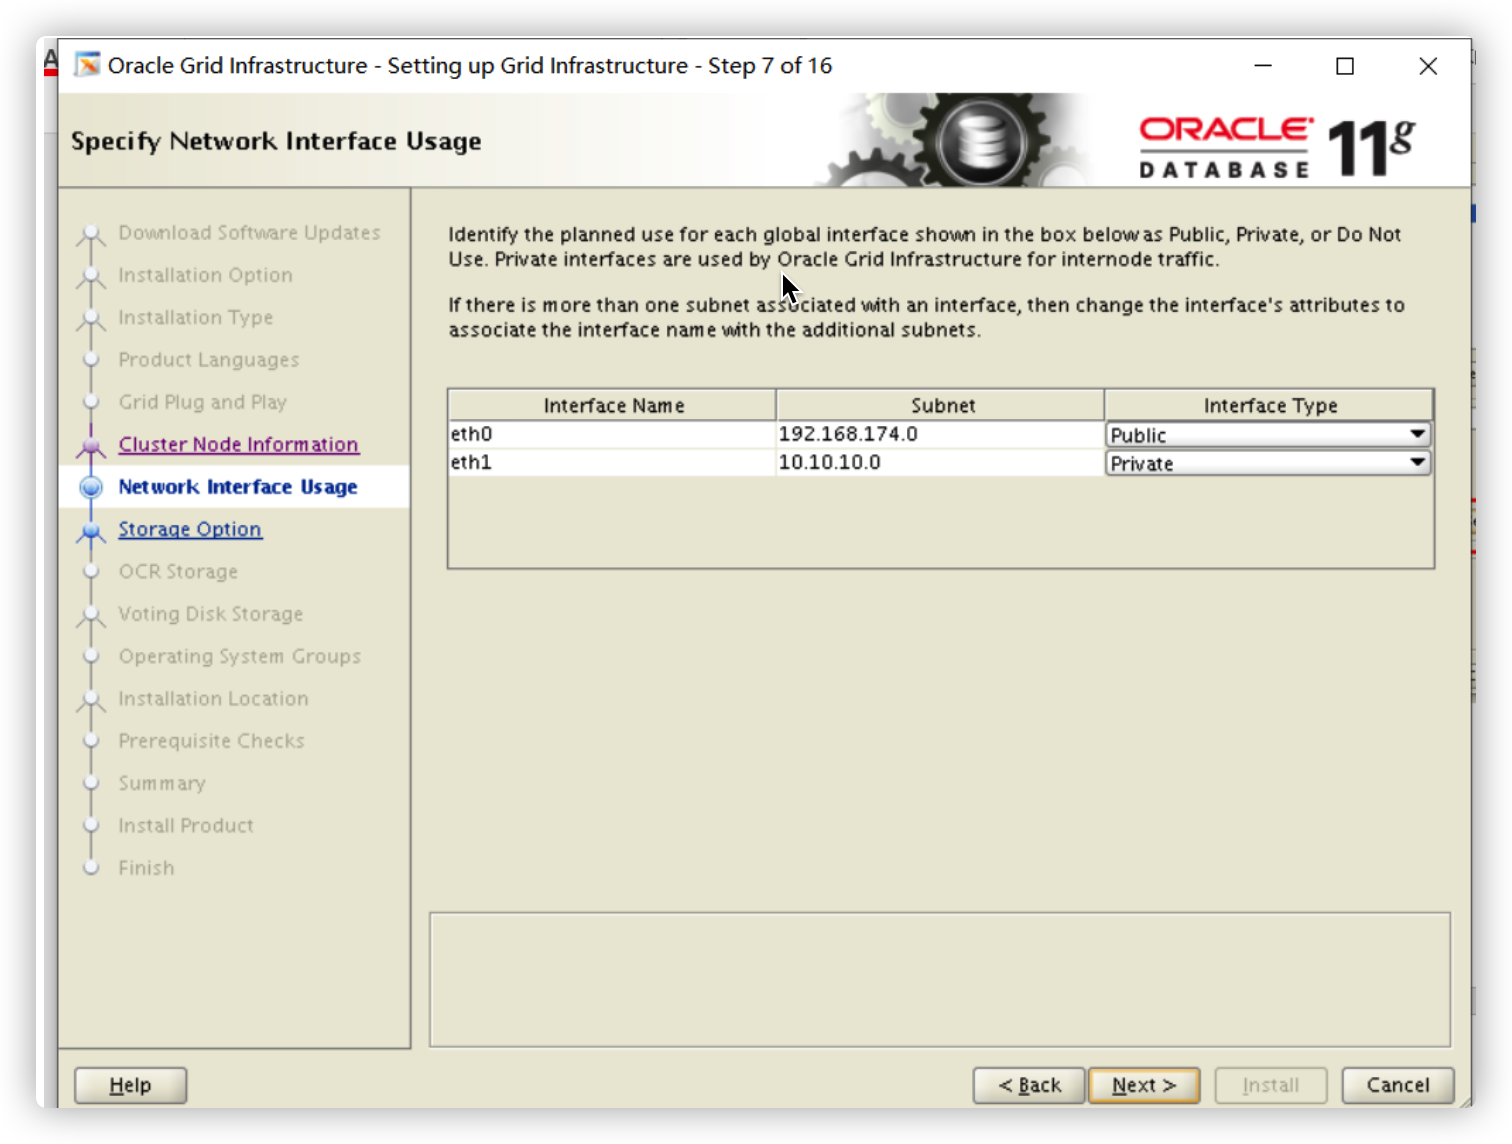 A
Oracle Grid Infrastructure - Setting up Grid Infrastructure - Step 7 of 16
Specify Network Interface Usage
ORACLE
DATABASE
11g
Download Software Updates
Installation Option
Installation Type
Product Languages
Grid Plug and Play
Cluster Node Information
Network Interface Usage
Storage Option
OCR Storage
Voting Disk Storage
Operating System Groups
Installation Location
Prerequisite Checks
Summary
Install Product
Finish
Identify the planned use for each global interface shown in the box below as Public, Private, or Do Not
Use. Private interfaces are used by Oracle Grid Infrastructure for internode traffic.
If there is more than one subnet associated with an interface, then change the interface's attributes to
associate the interface name with the additional subnets.
Interface Name Subnet Interface Type
eth0 192.168.174.0 Public
eth1 10.10.10.0 Private
Help
< Back
Next >
Install
Cancel